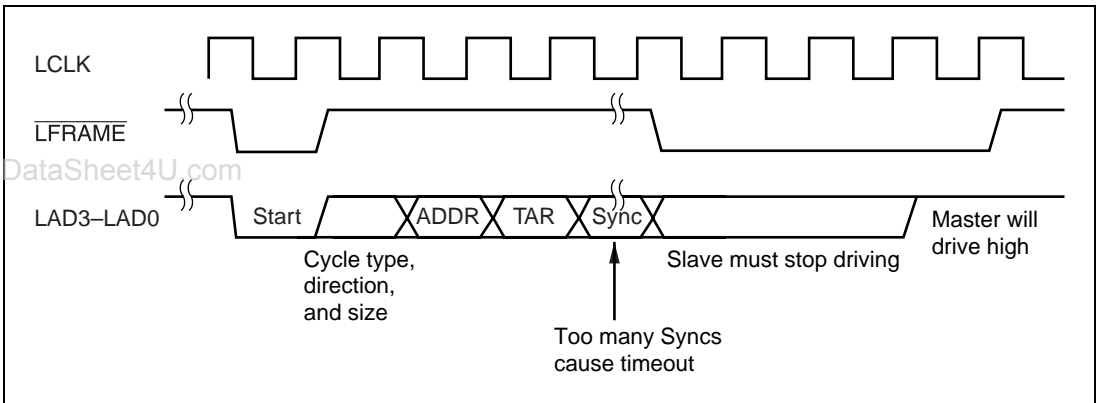 LCLK
LFRAME
DataSheet4U.com
LAD3–LAD0
Start
ADDR
TAR
Sync
Cycle type,
direction,
and size
Slave must stop driving
Master will
drive high
Too many Syncs
cause timeout